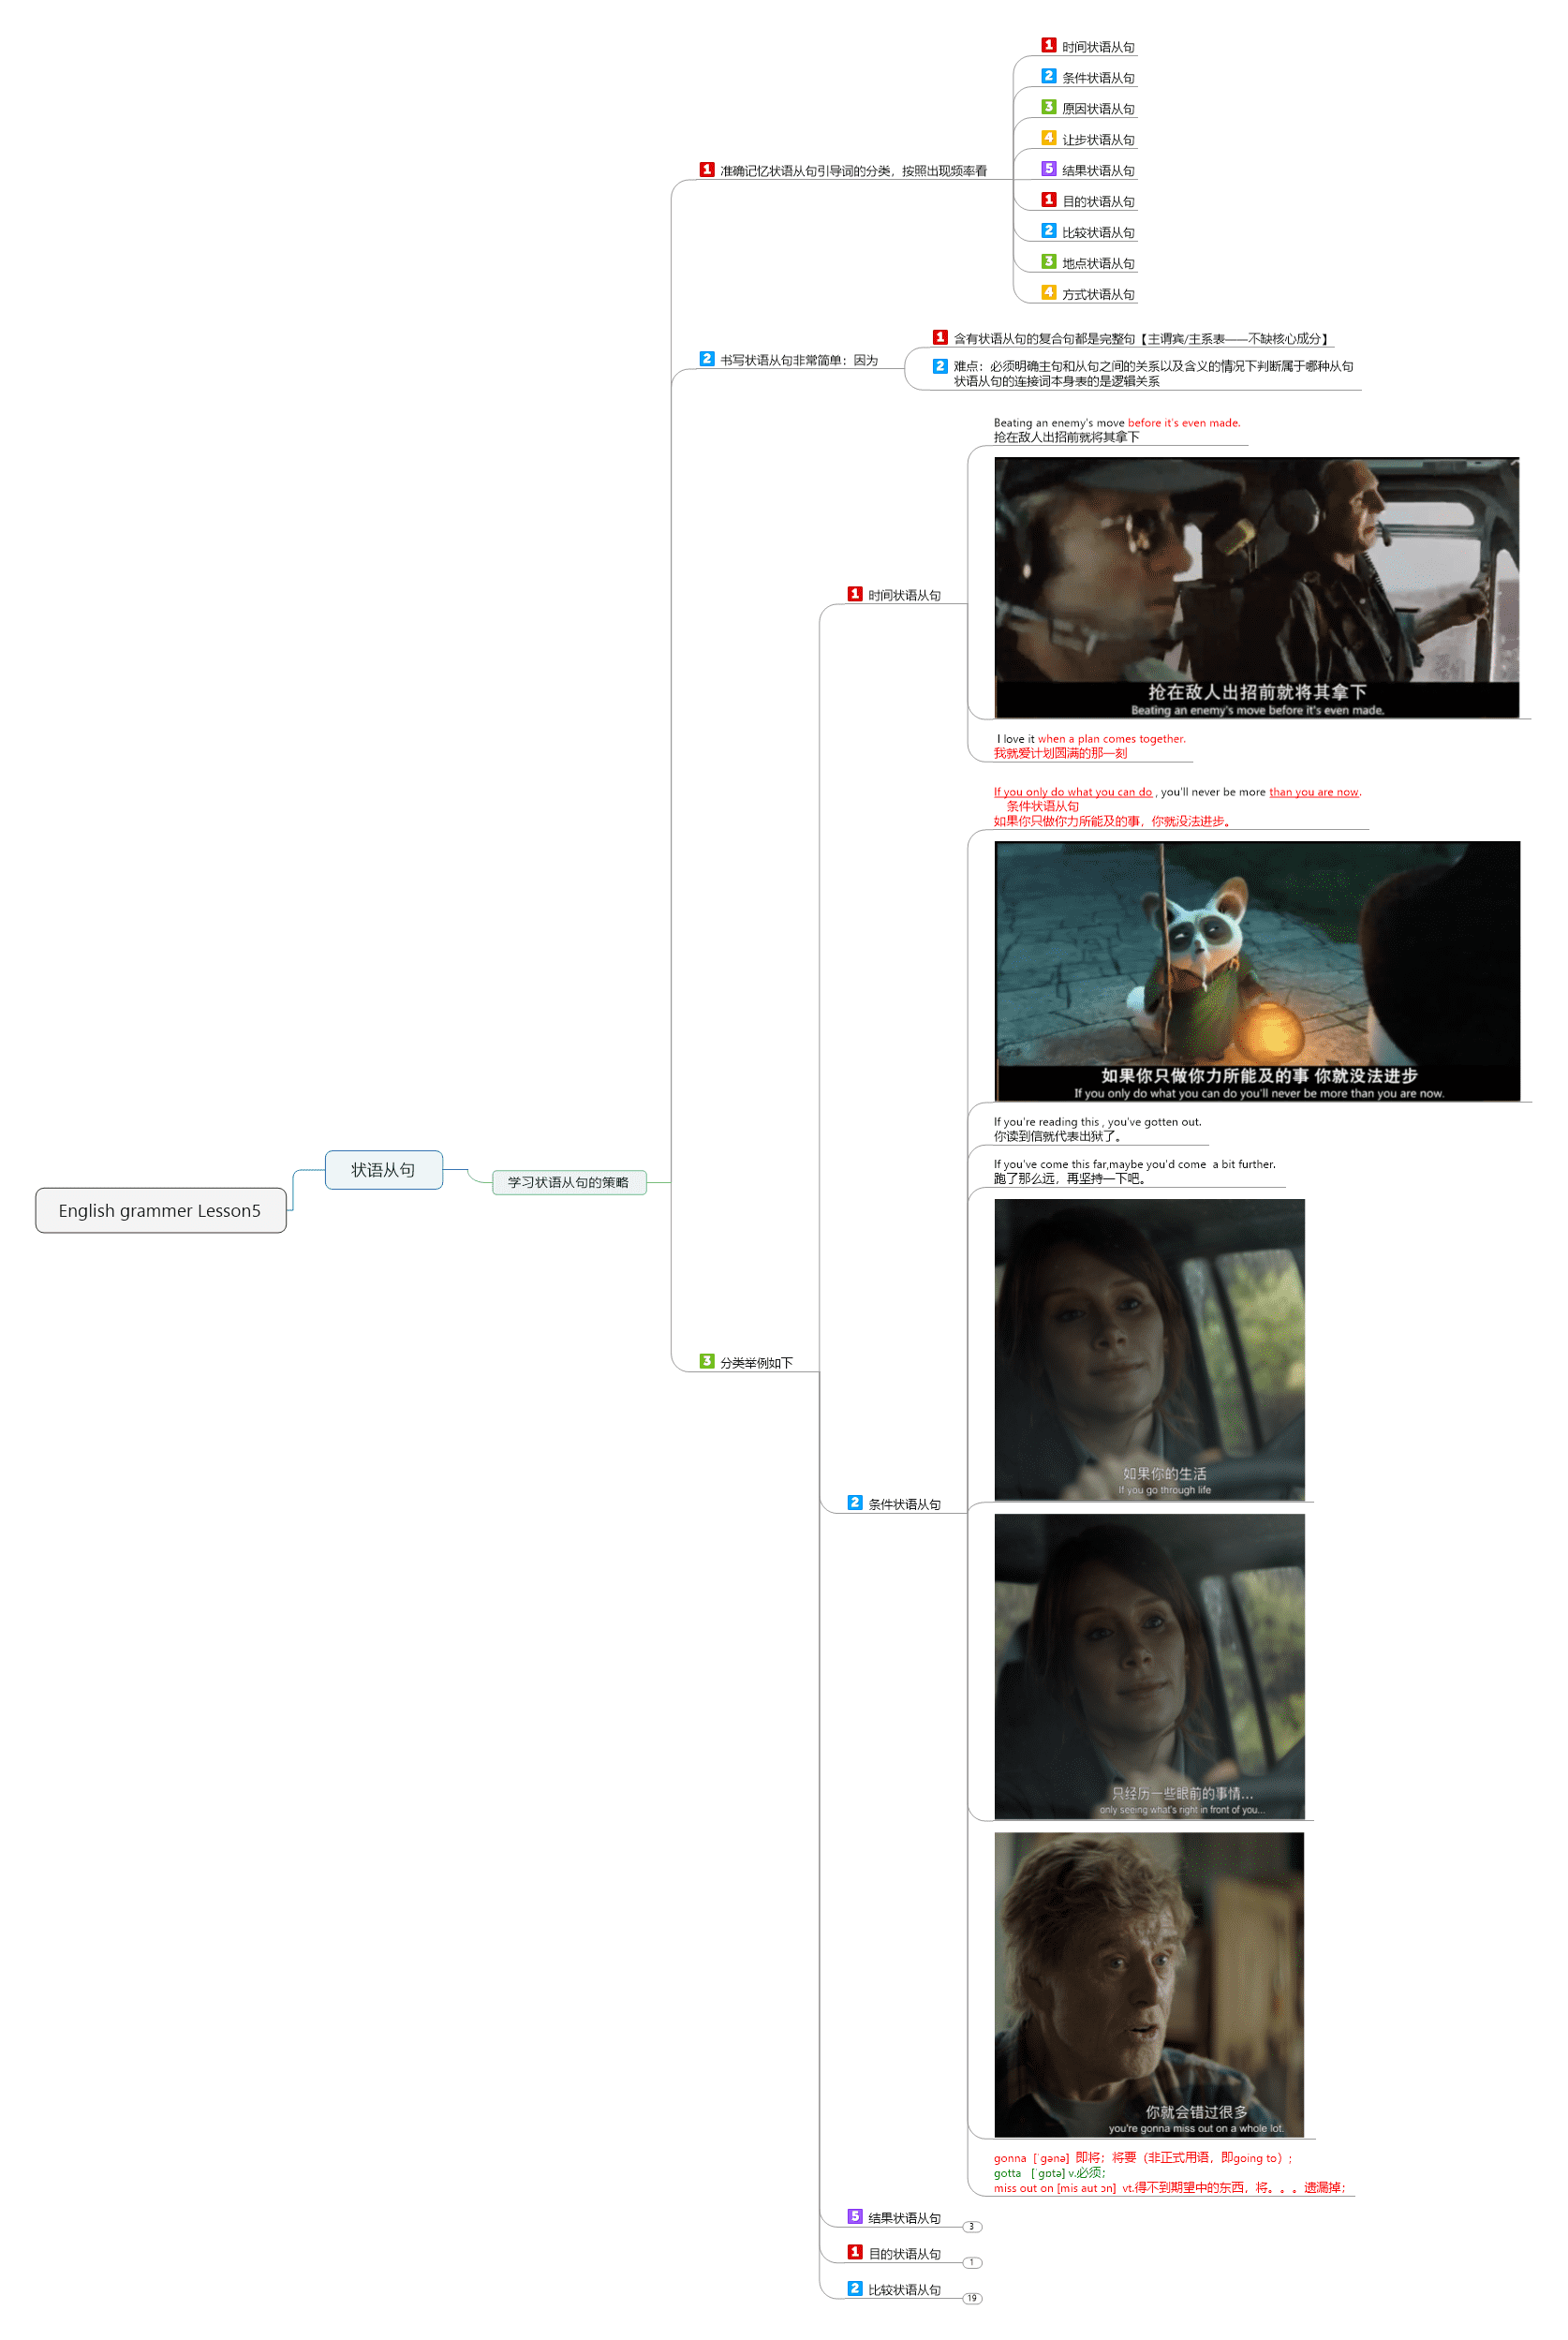 1 时间状语从句
2 条件状语从句
3 原因状语从句
4 让步状语从句
1 准确记忆状语从句引导词的分类，按照出现频率看
5 结果状语从句
1 目的状语从句
2 比较状语从句
3 地点状语从句
4 方式状语从句
2 书写状语从句非常简单：因为
1 含有状语从句的复合句都是完整句【主谓宾/主系表——不缺核心成分】
2 难点：必须明确主句和从句之间的关系以及含义的情况下判断属于哪种从句
状语从句的连接词本身表的是逻辑关系
Beating an enemy's move before it's even made.
抢在敌人出招前就将其拿下
1 时间状语从句
抢在敌人出招前就将其拿下
Beating an enemy's move before it's even made.
I love it when a plan comes together.
我就爱计划圆满的那一刻
If you only do what you can do , you'll never be more than you are now.
条件状语从句
如果你只做你力所能及的事，你就没法进步。
如果你只做你力所能及的事 你就没法进步
If you only do what you can do you'll never be more than you are now.
If you're reading this , you've gotten out.
你读到信就代表出狱了。
If you've come this far,maybe you'd come a bit further.
跑了那么远，再坚持一下吧。
状语从句
学习状语从句的策略
English grammer Lesson5
3 分类举例如下
如果你的生活
If you go through life
2 条件状语从句
只经历一些眼前的事情...
only seeing what's right in front of you...
你就会错过很多
you're gonna miss out on a whole lot.
gonna [ˈɡənə] 即将；将要（非正式用语，即going to）；
gotta [ˈɡɒtə] v.必须；
miss out on [mis aut ɔn] vt.得不到期望中的东西，将。。。遗漏掉；
5 结果状语从句 3
1 目的状语从句 1
2 比较状语从句 19